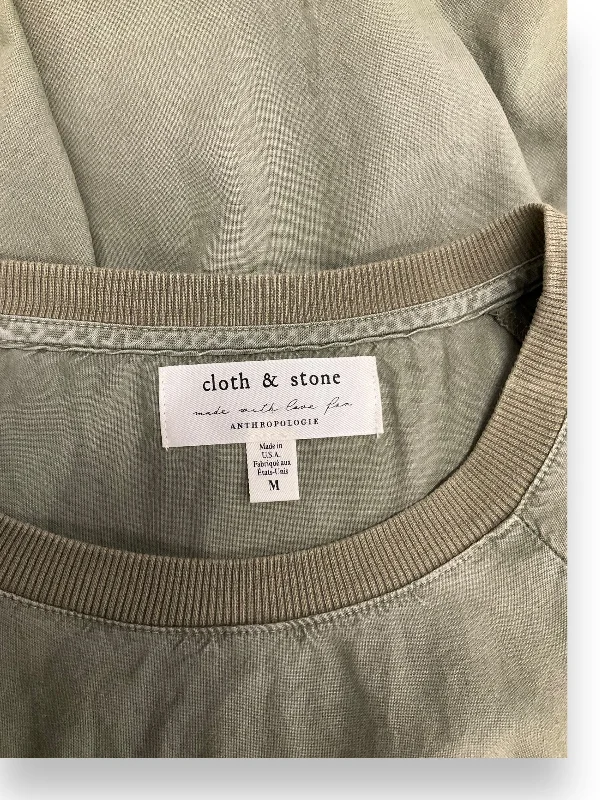 cloth & stone
made with love for
ANTHROPOLOGIE
Made in
U.S.A.
Fabriqué aux
États-Unis
M